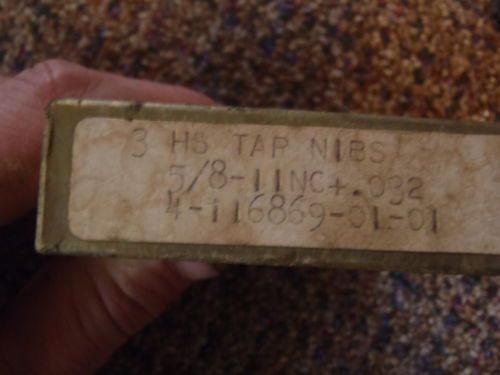 3 HS TAP NIBS
5/8-11NC+.032
4-116869-01-01